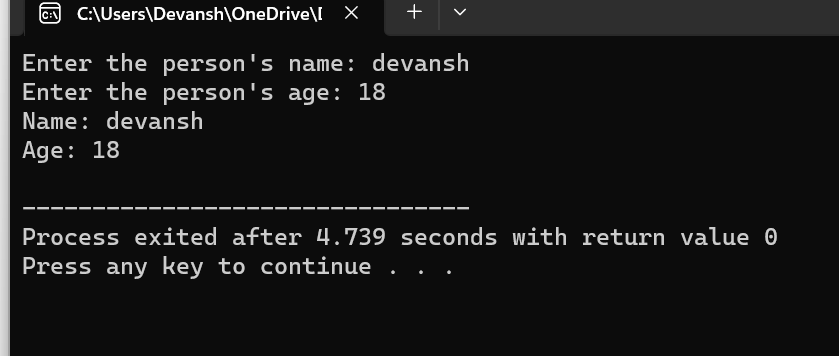 C:\Users\Devansh\OneDrive\
Enter the person's name: devansh
Enter the person's age: 18
Name: devansh
Age: 18
--------------------------------
Process exited after 4.739 seconds with return value 0
Press any key to continue . . .